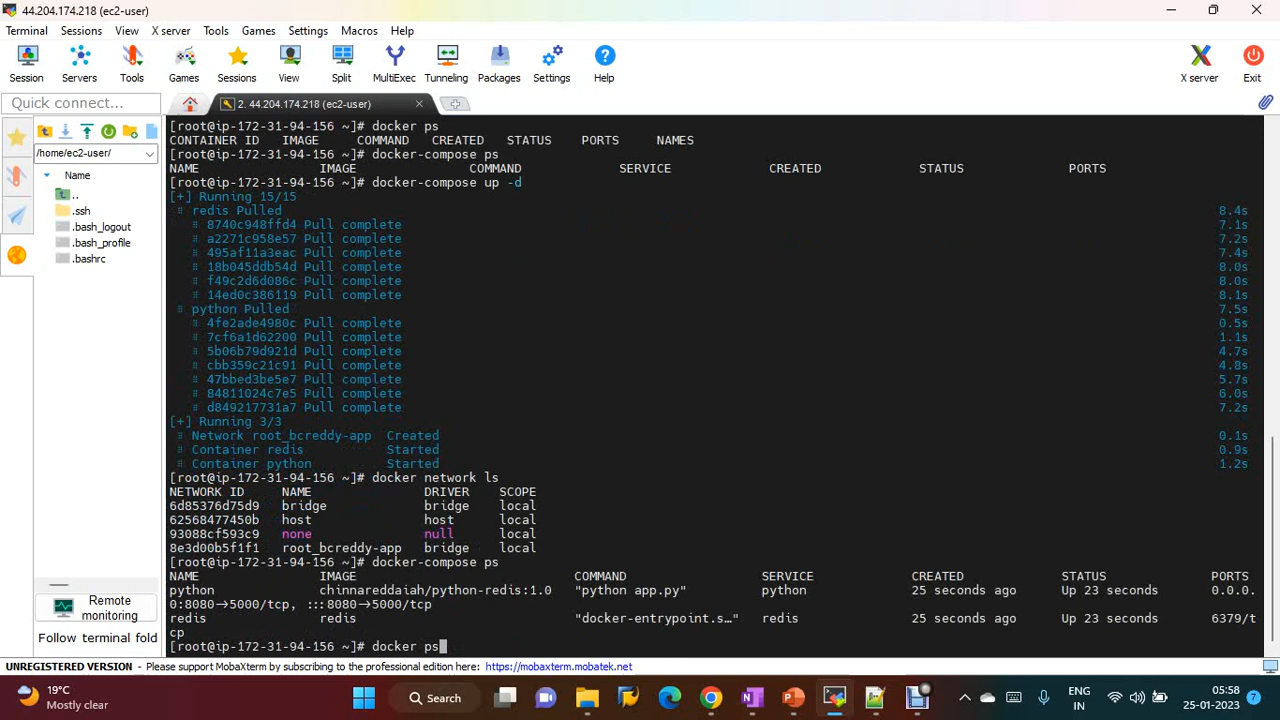 44.204.174.218 (ec2-user)
Terminal Sessions View X server Tools Games Settings Macros Help
Session Servers Tools Games Sessions View Split MultiExec Tunneling Packages Settings Help X server Exit
Quick connect...
2. 44.204.174.218 (ec2-user)
/home/ec2-user/
Name
..
.ssh
.bash_logout
.bash_profile
.bashrc
Remote
monitoring
Follow terminal fold
[root@ip-172-31-94-156 ~]# docker ps
CONTAINER ID IMAGE COMMAND CREATED STATUS PORTS NAMES
[root@ip-172-31-94-156 ~]# docker-compose ps
NAME IMAGE COMMAND SERVICE CREATED STATUS PORTS
[root@ip-172-31-94-156 ~]# docker-compose up -d
[+] Running 15/15
⠿ redis Pulled 8.4s
⠿ 8740c948ffd4 Pull complete 7.1s
⠿ a2271c958e57 Pull complete 7.2s
⠿ 495af11a3eac Pull complete 7.4s
⠿ 18b045ddb54d Pull complete 8.0s
⠿ f49c2d6d086c Pull complete 8.0s
⠿ 14ed0c386119 Pull complete 8.1s
⠿ python Pulled 7.5s
⠿ 4fe2ade4980c Pull complete 0.5s
⠿ 7cf6a1d62200 Pull complete 1.1s
⠿ 5b06b79d921d Pull complete 4.7s
⠿ cbb359c21c91 Pull complete 4.8s
⠿ 47bbed3be5e7 Pull complete 5.7s
⠿ 84811024c7e5 Pull complete 6.0s
⠿ d849217731a7 Pull complete 7.2s
[+] Running 3/3
⠿ Network root_bcreddy-app Created 0.1s
⠿ Container redis Started 0.9s
⠿ Container python Started 1.2s
[root@ip-172-31-94-156 ~]# docker network ls
NETWORK ID NAME DRIVER SCOPE
6d85376d75d9 bridge bridge local
62568477450b host host local
93088cf593c9 none null local
8e3d00b5f1f1 root_bcreddy-app bridge local
[root@ip-172-31-94-156 ~]# docker-compose ps
NAME IMAGE COMMAND SERVICE CREATED STATUS PORTS
python chinnareddaiah/python-redis:1.0 "python app.py" python 25 seconds ago Up 23 seconds 0.0.0.
0:8080->5000/tcp, :::8080->5000/tcp
redis redis "docker-entrypoint.s…" redis 25 seconds ago Up 23 seconds 6379/t
cp
[root@ip-172-31-94-156 ~]# docker ps
UNREGISTERED VERSION - Please support MobaXterm by subscribing to the professional edition here: https://mobaxterm.mobatek.net
19°C
Mostly clear
Search
ENG
IN
05:58
25-01-2023